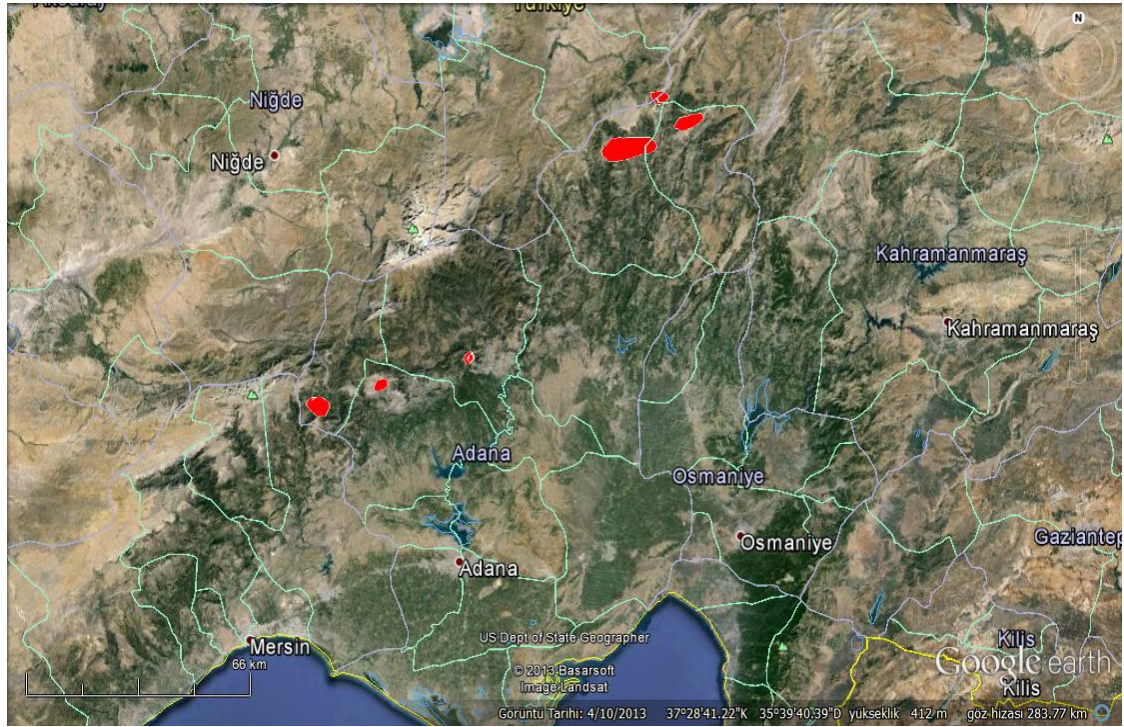 Aksaray
Türkiye
N
Niğde
Niğde
Kahramanmaraş
Kahramanmaraş
Adana
Osmaniye
Osmaniye
Gaziantep
Adana
Mersin
66 km
US Dept of State Geographer
© 2013 Basarsoft
Image Landsat
Kilis
Google earth
Kilis
Görüntü Tarihi: 4/10/2013 37°28'41.22"K 35°39'40.39"D yükseklik 412 m göz hizası 283.77 km